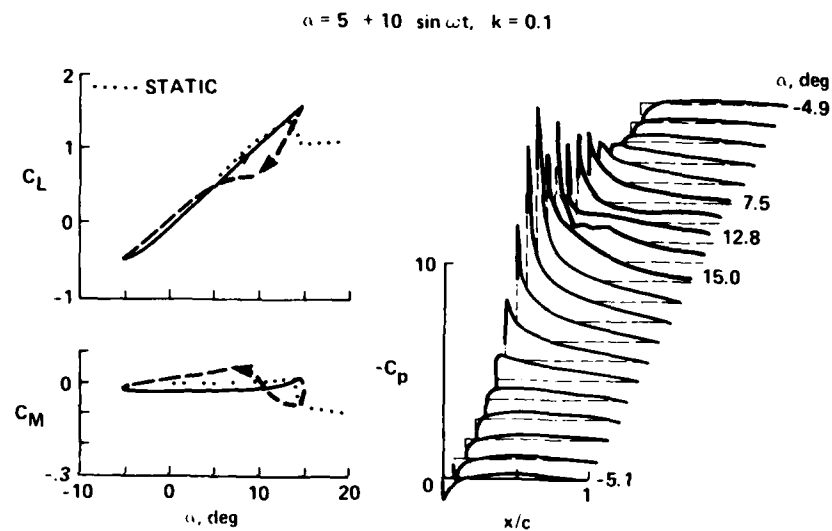 α = 5 + 10 sin ωt, k = 0.1
2
1
0
-1
C_L
..... STATIC
0
-.3
C_M
-10
0
10
20
α, deg
10
0
-C_p
1
x/c
α, deg
-4.9
7.5
12.8
15.0
-5.1